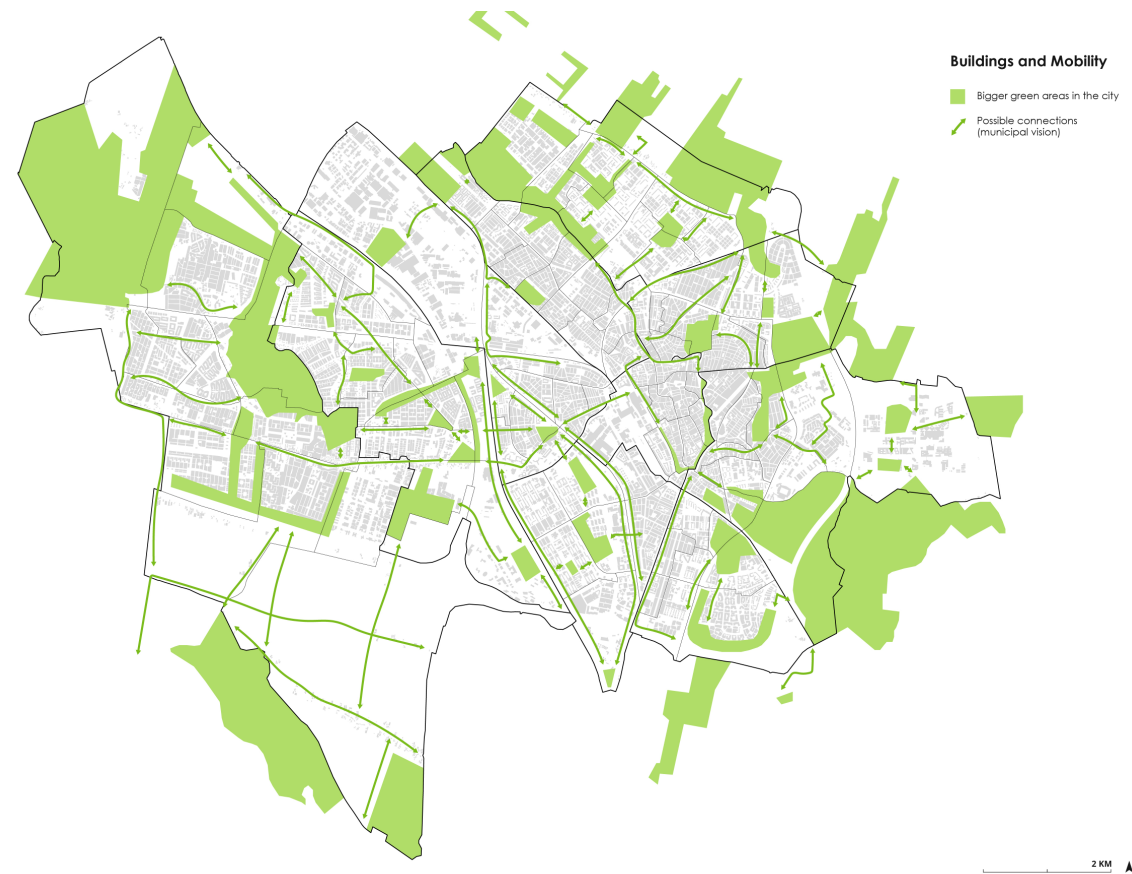 Buildings and Mobility
Bigger green areas in the city
Possible connections
(municipal vision)
2 KM